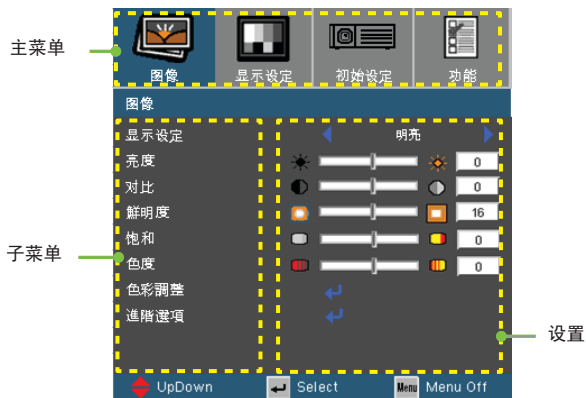 主菜单
图像 显示设定 初始设定 功能
图像
显示设定 明亮
亮度 0
对比 0
鮮明度 16
饱和 0
色度 0
色彩調整
進階選項
子菜单
设置
UpDown Select Menu Menu Off